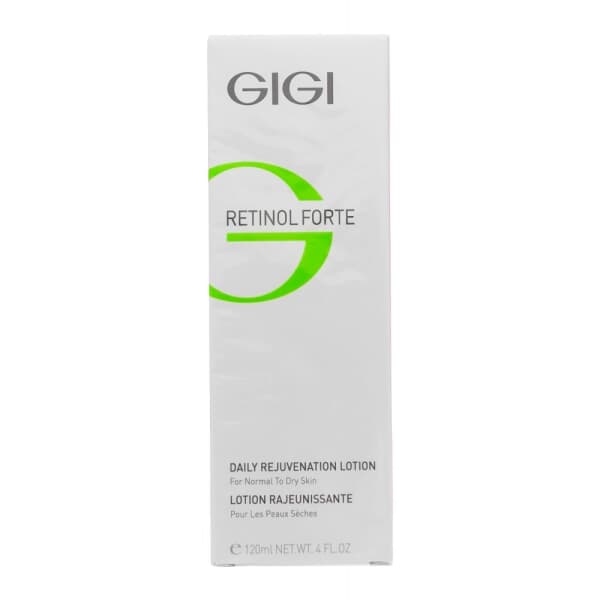 GIGI
RETINOL FORTE
DAILY REJUVENATION LOTION
For Normal To Dry Skin
LOTION RAJEUNISSANTE
Pour Les Peaux Sèches
℮ 120ml NET.WT. 4 FL.OZ